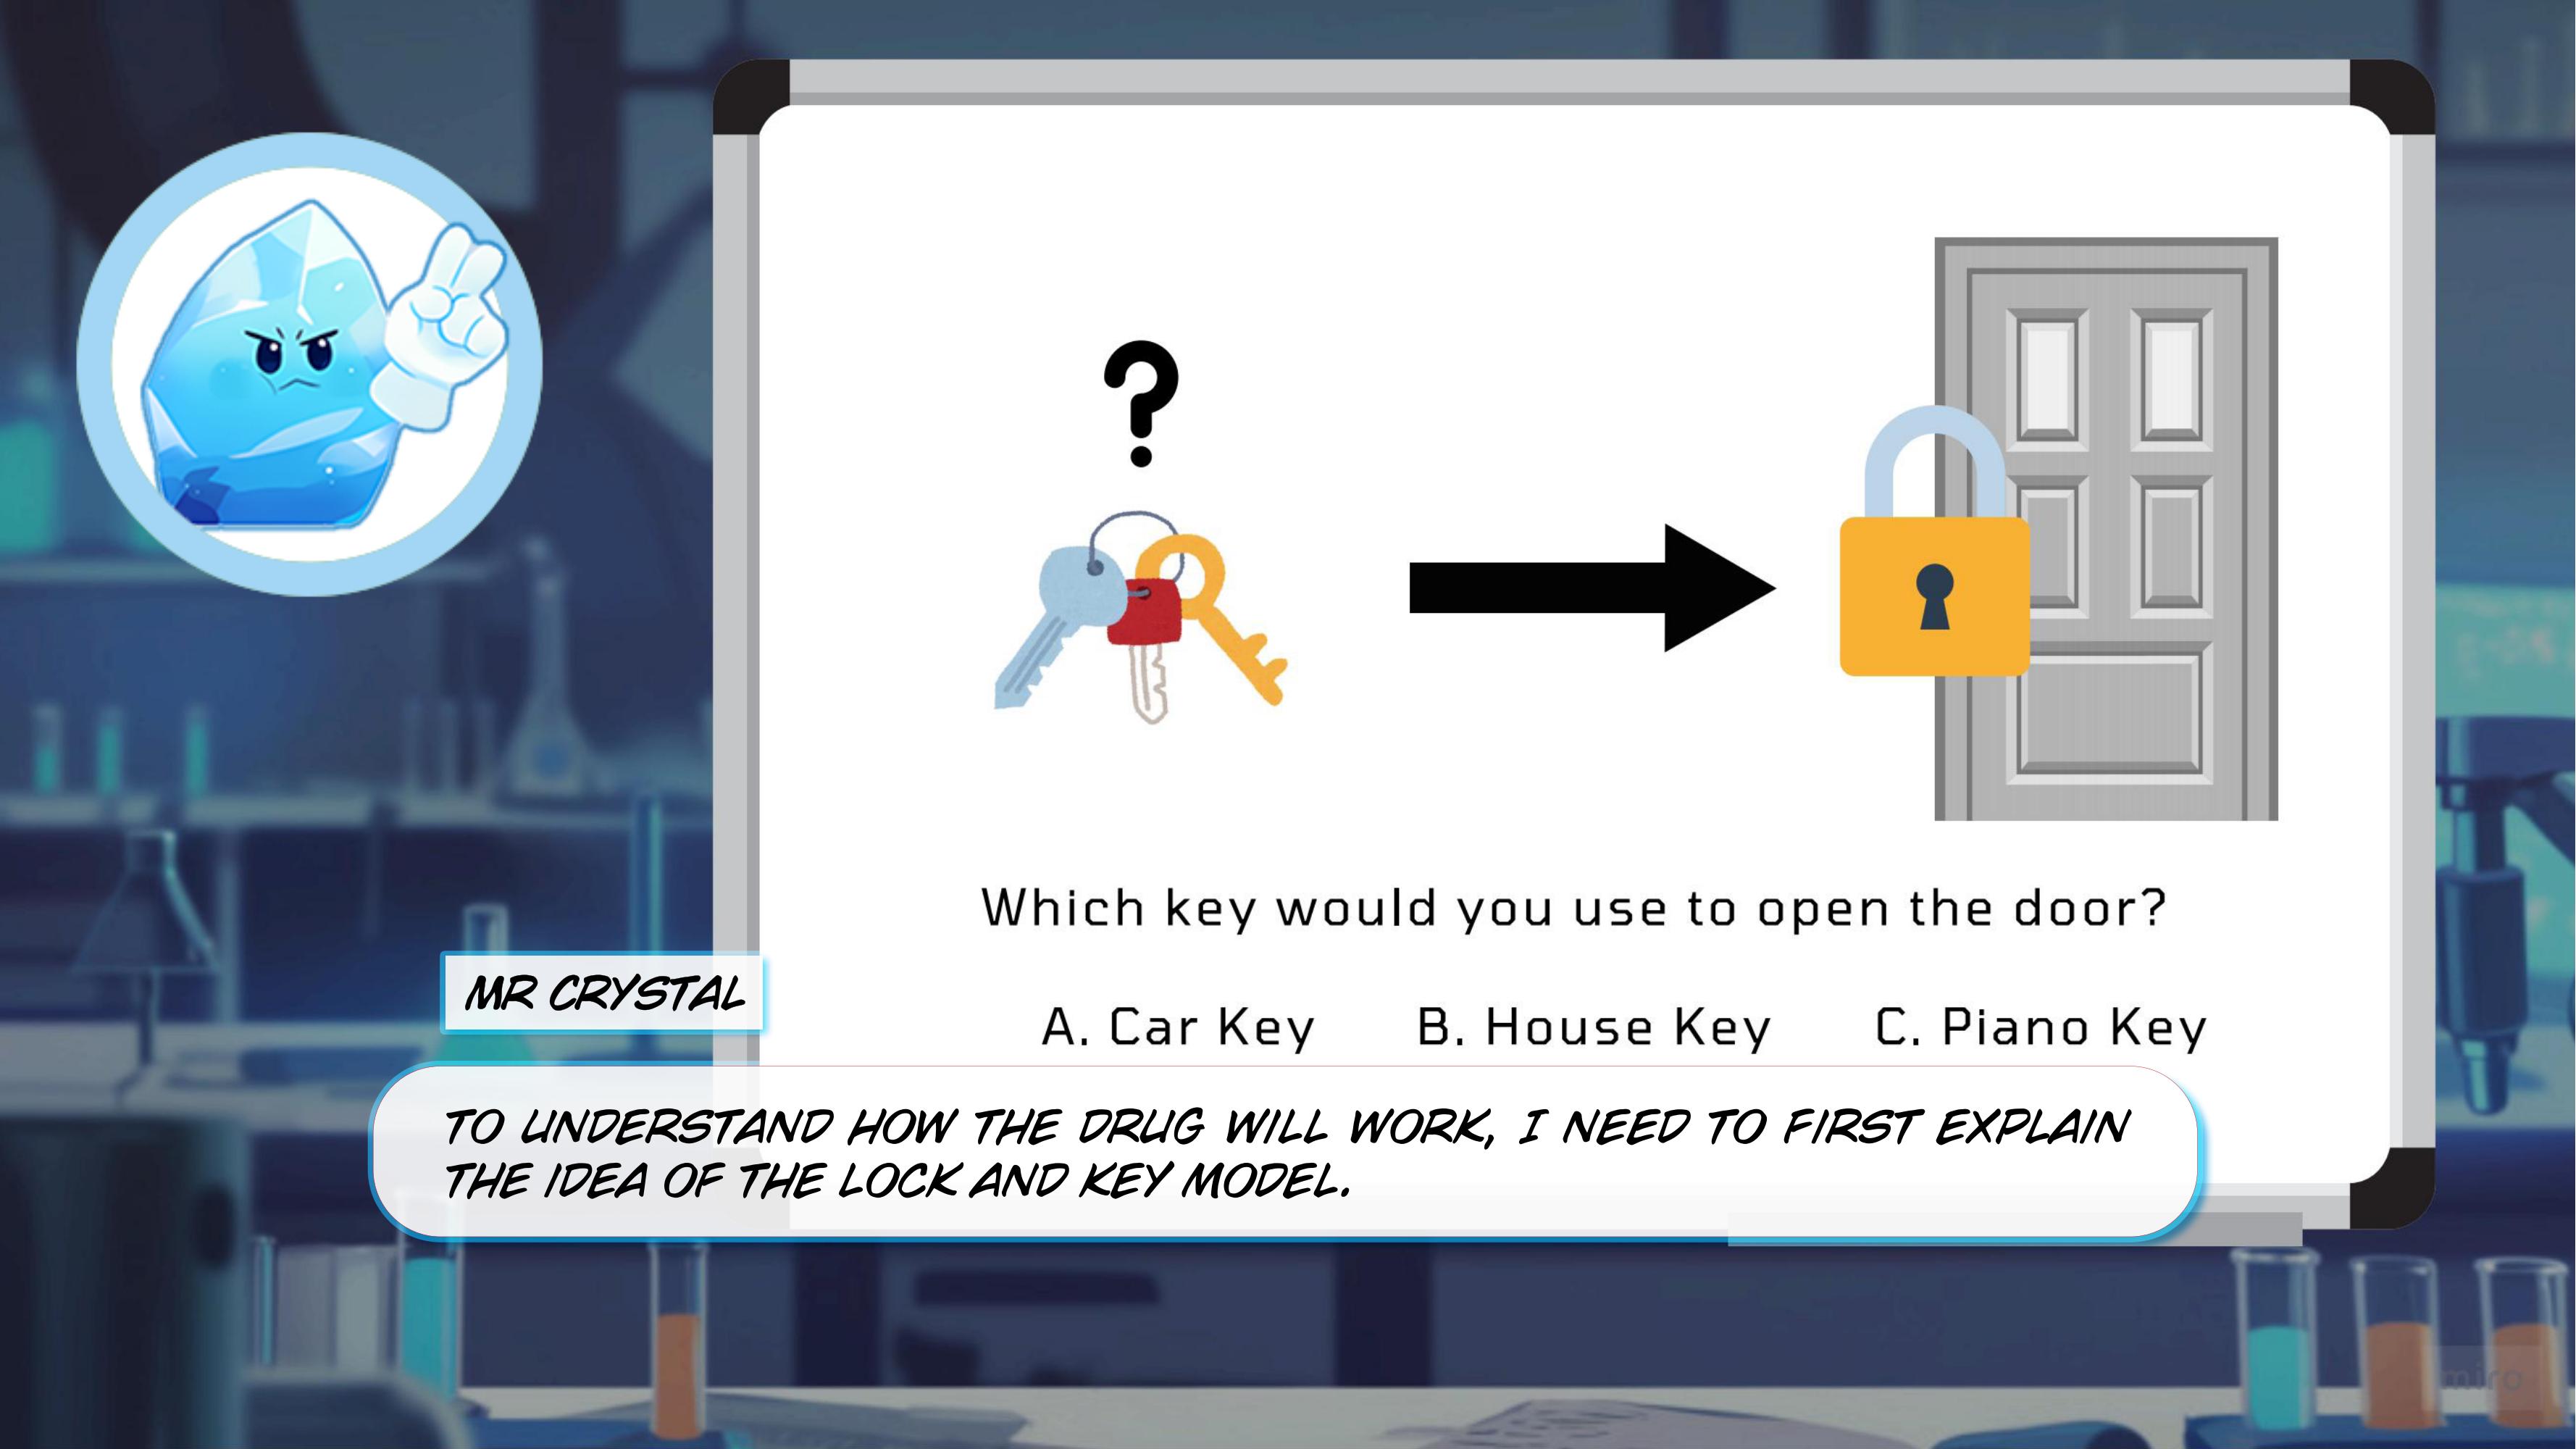 ?
Which key would you use to open the door?
A. Car Key B. House Key C. Piano Key
MR CRYSTAL
TO UNDERSTAND HOW THE DRUG WILL WORK, I NEED TO FIRST EXPLAIN
THE IDEA OF THE LOCK AND KEY MODEL.
miro